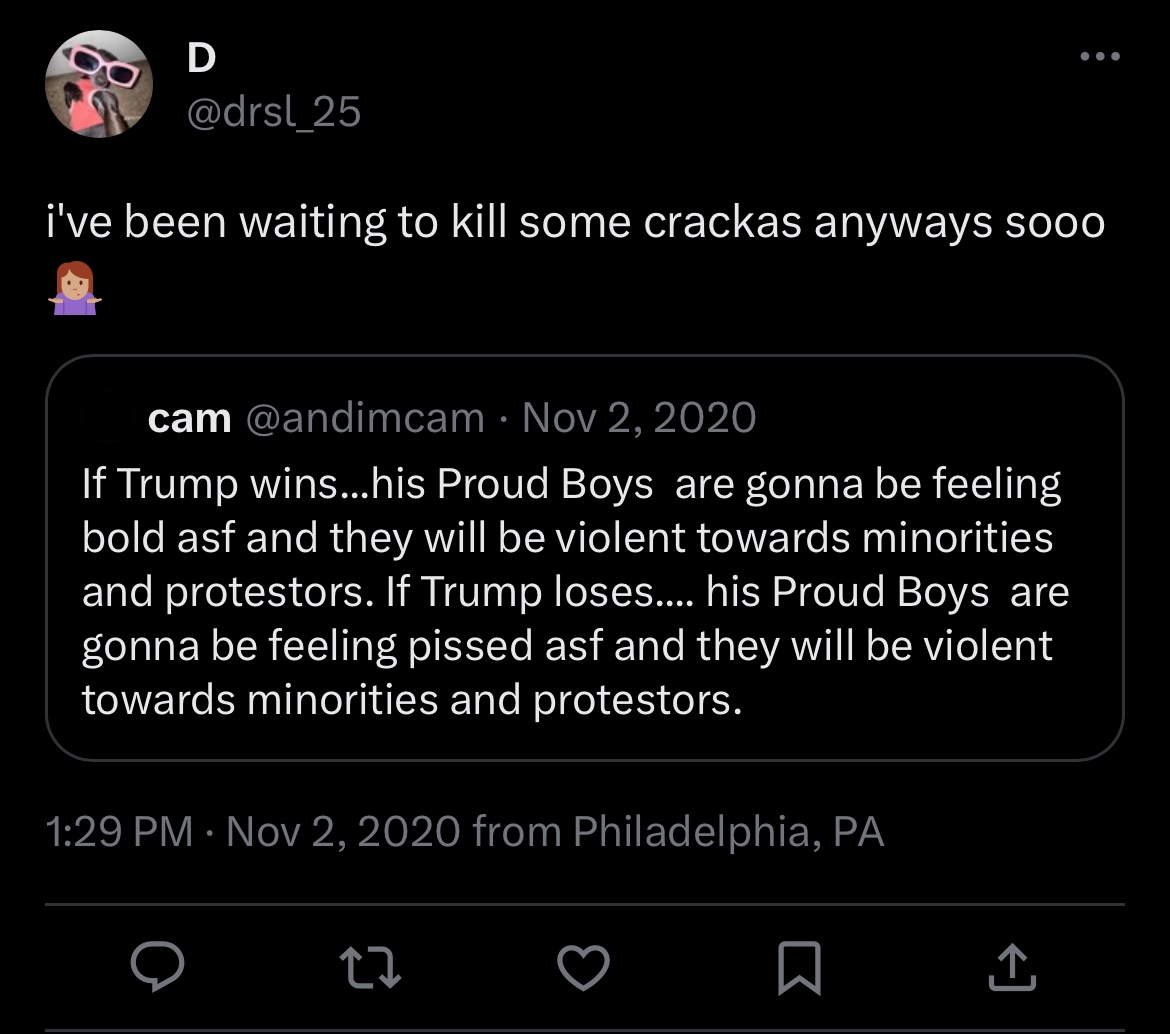 D
@drsl_25
i've been waiting to kill some crackas anyways sooo
🤷🏽‍♀️
cam @andimcam · Nov 2, 2020
If Trump wins...his Proud Boys  are gonna be feeling
bold asf and they will be violent towards minorities
and protestors. If Trump loses.... his Proud Boys  are
gonna be feeling pissed asf and they will be violent
towards minorities and protestors.
1:29 PM · Nov 2, 2020 from Philadelphia, PA